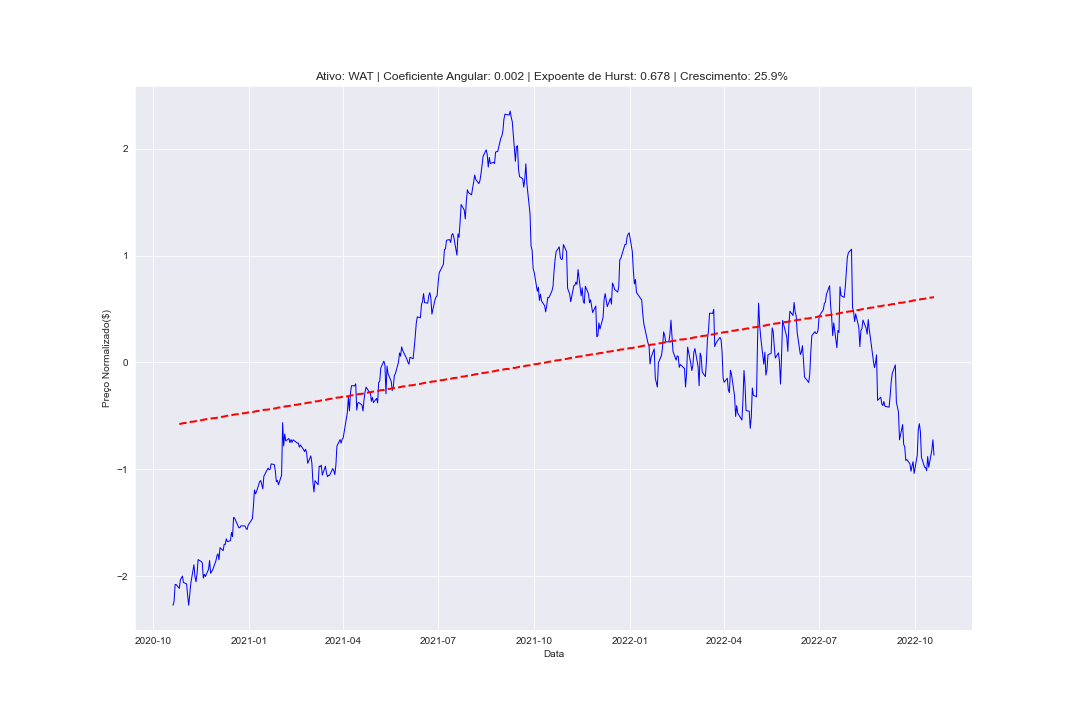 Ativo: WAT | Coeficiente Angular: 0.002 | Expoente de Hurst: 0.678 | Crescimento: 25.9%
2
1
0
−1
−2
Preço Normalizado($)
2020-10 2021-01 2021-04 2021-07 2021-10 2022-01 2022-04 2022-07 2022-10
Data